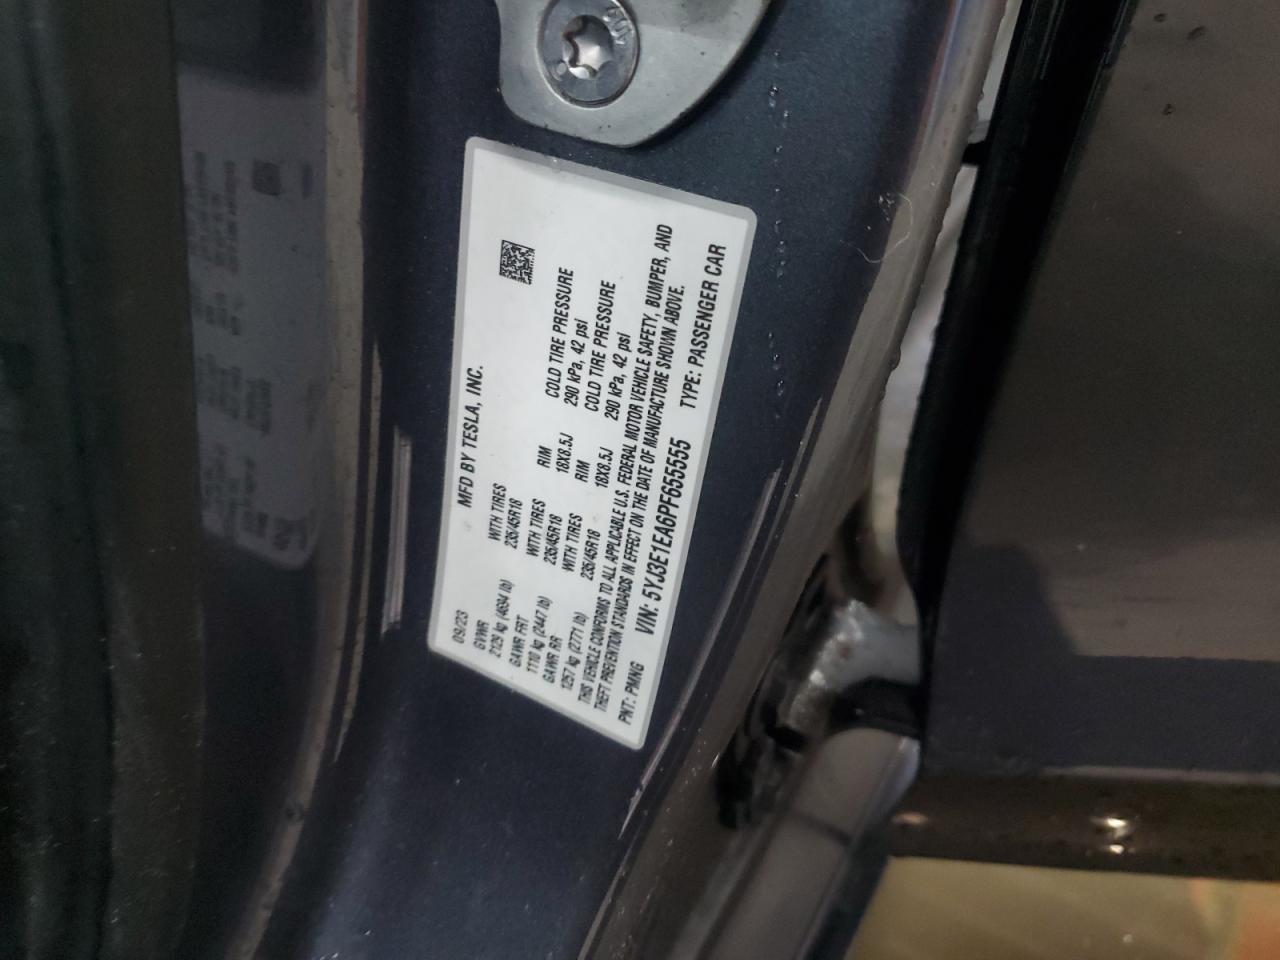 MFD BY TESLA, INC.
09/23
GVWR
2129 kg (4694 lb)
WITH TIRES
235/45R18
RIM
18X8.5J
COLD TIRE PRESSURE
290 kPa, 42 psi
GAWR FRT
1110 kg (2447 lb)
WITH TIRES
235/45R18
RIM
18X8.5J
COLD TIRE PRESSURE
290 kPa, 42 psi
GAWR RR
1257 kg (2771 lb)
WITH TIRES
235/45R18
THIS VEHICLE CONFORMS TO ALL APPLICABLE U.S. FEDERAL MOTOR VEHICLE SAFETY, BUMPER, AND
THEFT PREVENTION STANDARDS IN EFFECT ON THE DATE OF MANUFACTURE SHOWN ABOVE.
VIN: 5YJ3E1EA6PF655555 TYPE: PASSENGER CAR
PNT: PMNG